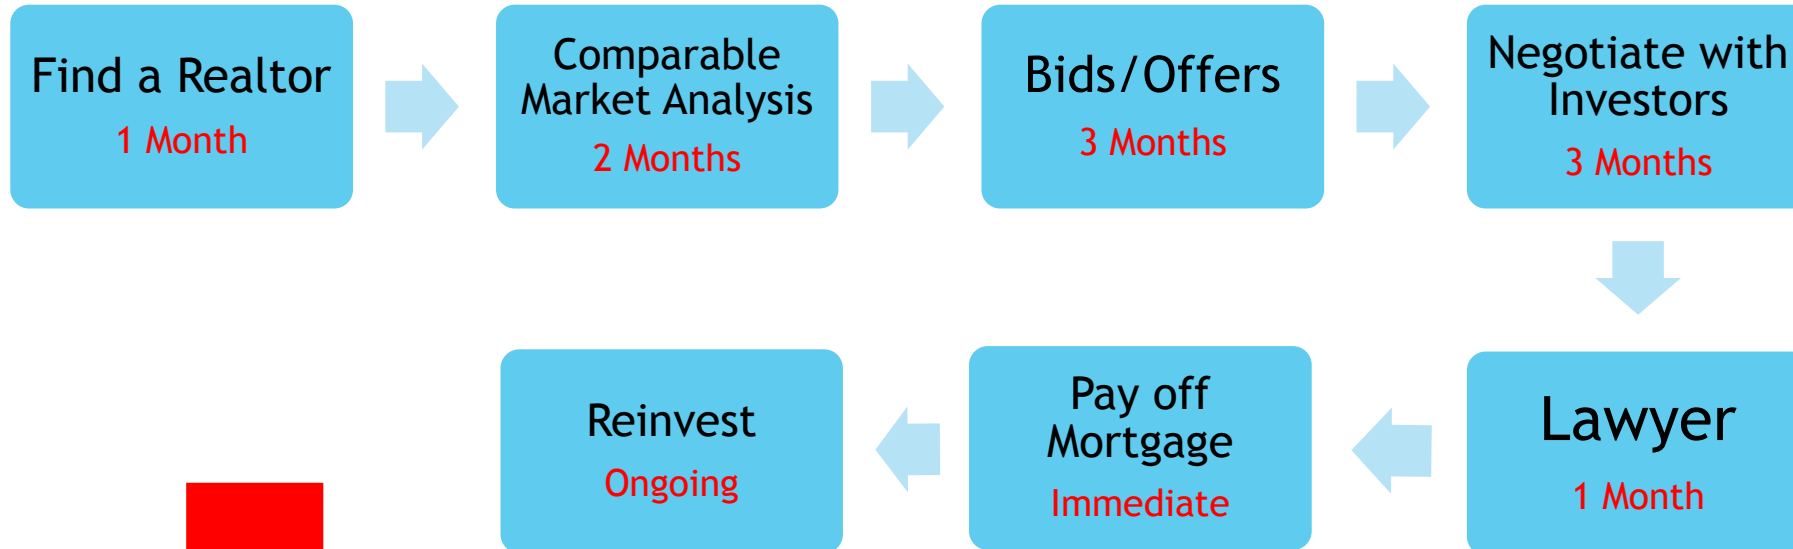 Find a Realtor
1 Month
Comparable
Market Analysis
2 Months
Bids/Offers
3 Months
Negotiate with
Investors
3 Months
Lawyer
1 Month
Pay off
Mortgage
Immediate
Reinvest
Ongoing